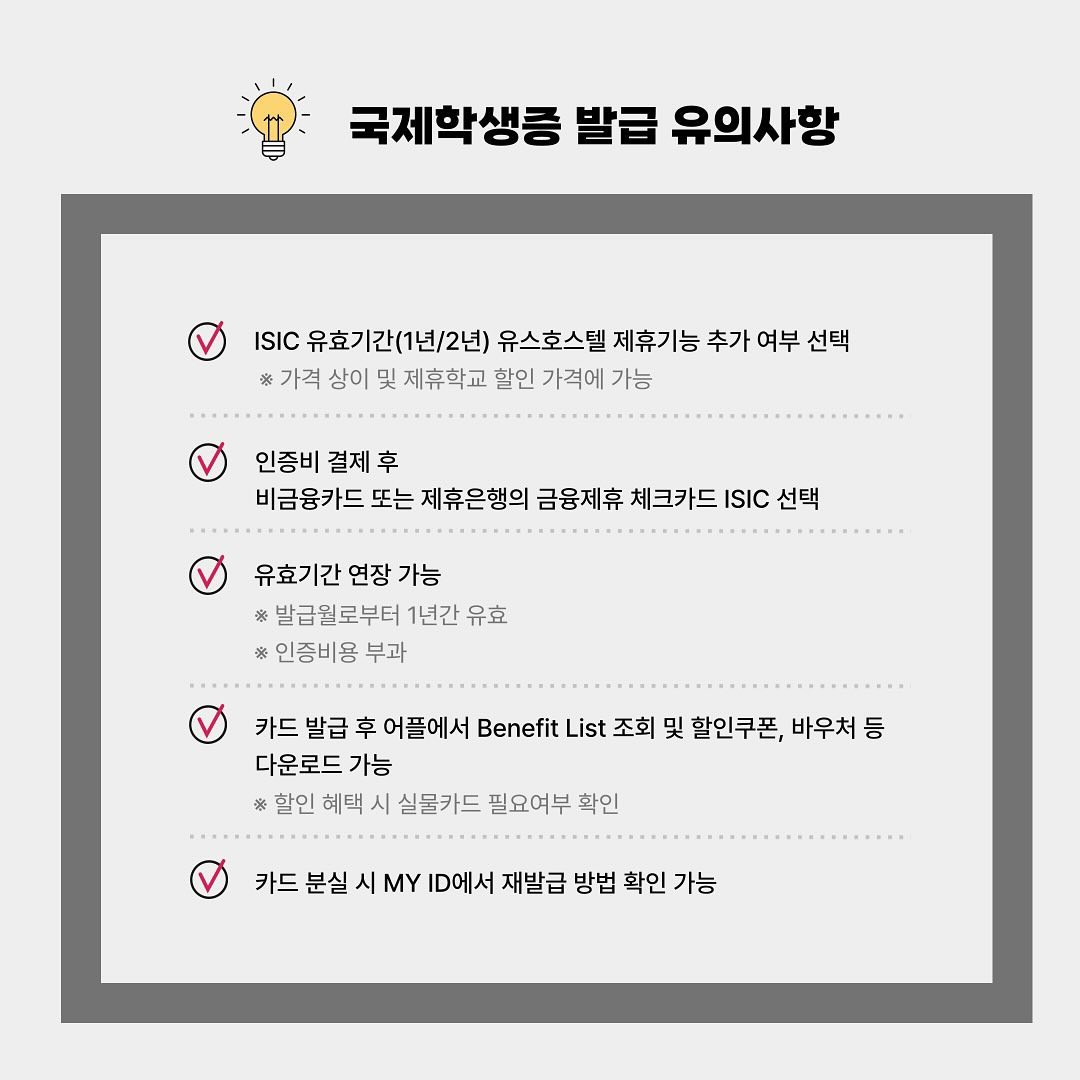 국제학생증 발급 유의사항
ISIC 유효기간(1년/2년) 유스호스텔 제휴기능 추가 여부 선택
※ 가격 상이 및 제휴학교 할인 가격에 가능
인증비 결제 후
비금융카드 또는 제휴은행의 금융제휴 체크카드 ISIC 선택
유효기간 연장 가능
※ 발급월로부터 1년간 유효
※ 인증비용 부과
카드 발급 후 어플에서 Benefit List 조회 및 할인쿠폰, 바우처 등
다운로드 가능
※ 할인 혜택 시 실물카드 필요여부 확인
카드 분실 시 MY ID에서 재발급 방법 확인 가능